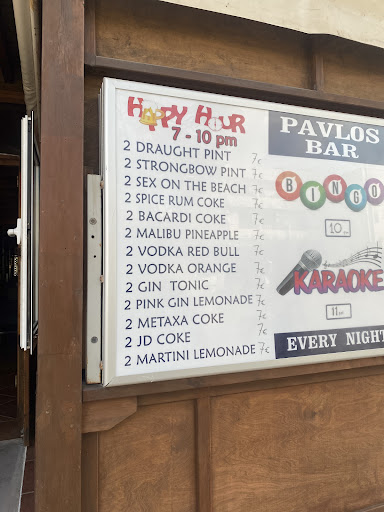 HAPPY HOUR
7 - 10 pm
2 DRAUGHT PINT 7€
2 STRONGBOW PINT 7€
2 SEX ON THE BEACH 7€
2 SPICE RUM COKE 7€
2 BACARDI COKE 7€
2 MALIBU PINEAPPLE 7€
2 VODKA RED BULL 7€
2 VODKA ORANGE 7€
2 GIN TONIC 7€
2 PINK GIN LEMONADE 7€
2 METAXA COKE 7€
2 JD COKE 7€
2 MARTINI LEMONADE 7€
PAVLOS
BAR
BINGO
10 pm
KARAOKE
11 pm
EVERY NIGHT